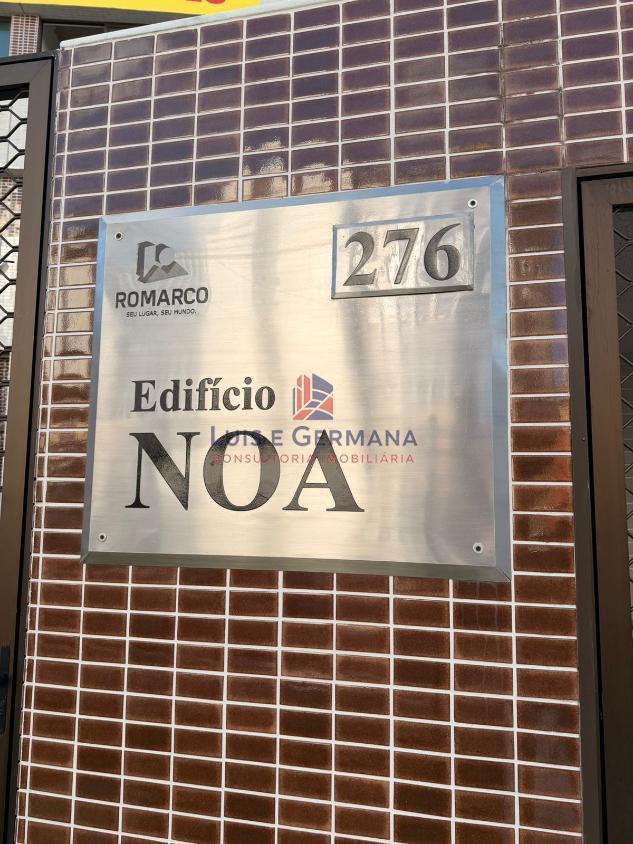 ROMARCO
SEU LUGAR, SEU MUNDO.
276
Edifício
NOA
LUIS E GERMANA
CONSULTORIA IMOBILIÁRIA